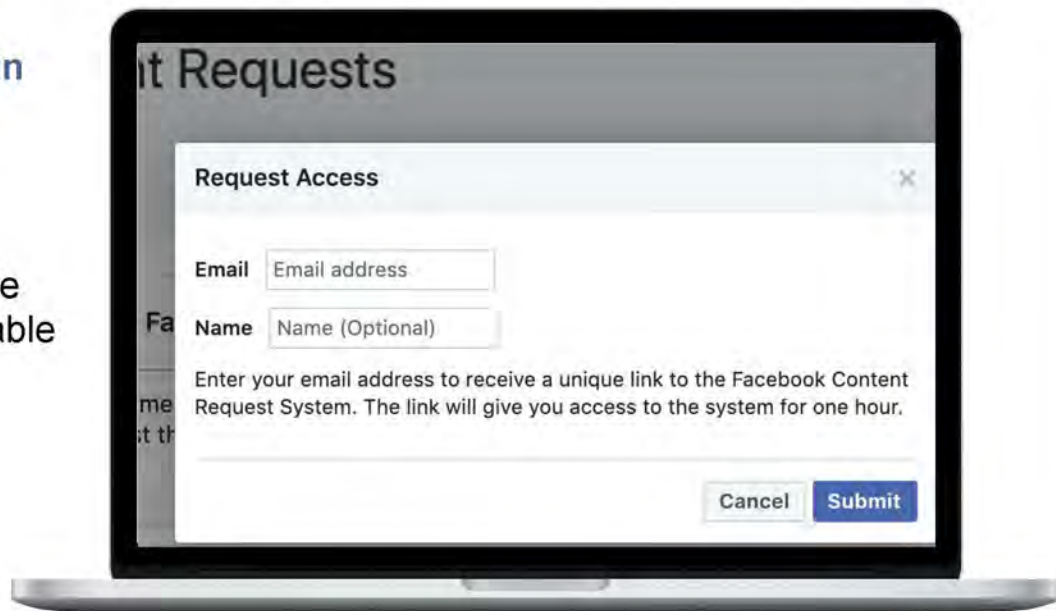 n
e
able
nt Requests
Request Access
Email Email address
Fa
Name Name (Optional)
me
st th
Enter your email address to receive a unique link to the Facebook Content
Request System. The link will give you access to the system for one hour.
Cancel Submit